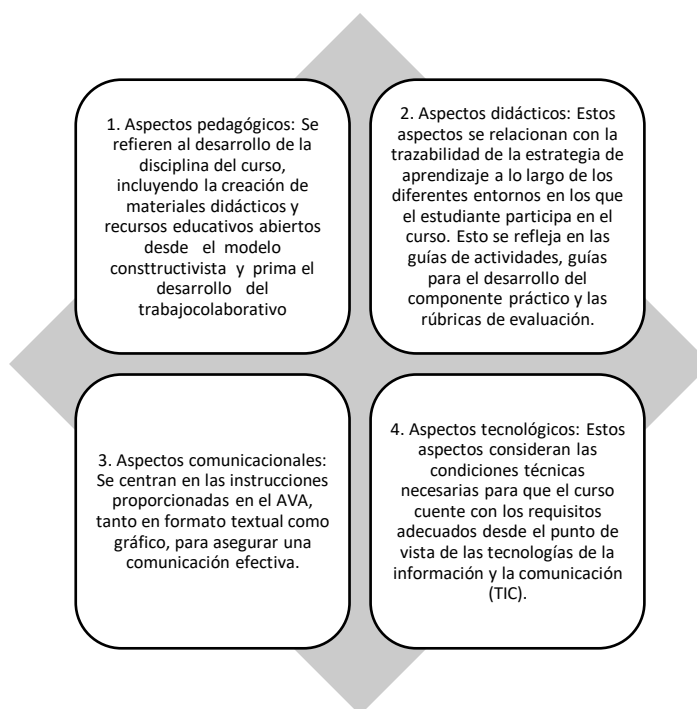 1. Aspectos pedagógicos: Se
refieren al desarrollo de la
disciplina del curso,
incluyendo la creación de
materiales didácticos y
recursos educativos abiertos
desde el modelo
consttructivista y prima el
desarrollo del
trabajocolaborativo
2. Aspectos didácticos: Estos
aspectos se relacionan con la
trazabilidad de la estrategia de
aprendizaje a lo largo de los
diferentes entornos en los que
el estudiante participa en el
curso. Esto se refleja en las
guías de actividades, guías
para el desarrollo del
componente práctico y las
rúbricas de evaluación.
3. Aspectos comunicacionales:
Se centran en las instrucciones
proporcionadas en el AVA,
tanto en formato textual como
gráfico, para asegurar una
comunicación efectiva.
4. Aspectos tecnológicos: Estos
aspectos consideran las
condiciones técnicas
necesarias para que el curso
cuente con los requisitos
adecuados desde el punto de
vista de las tecnologías de la
información y la comunicación
(TIC).